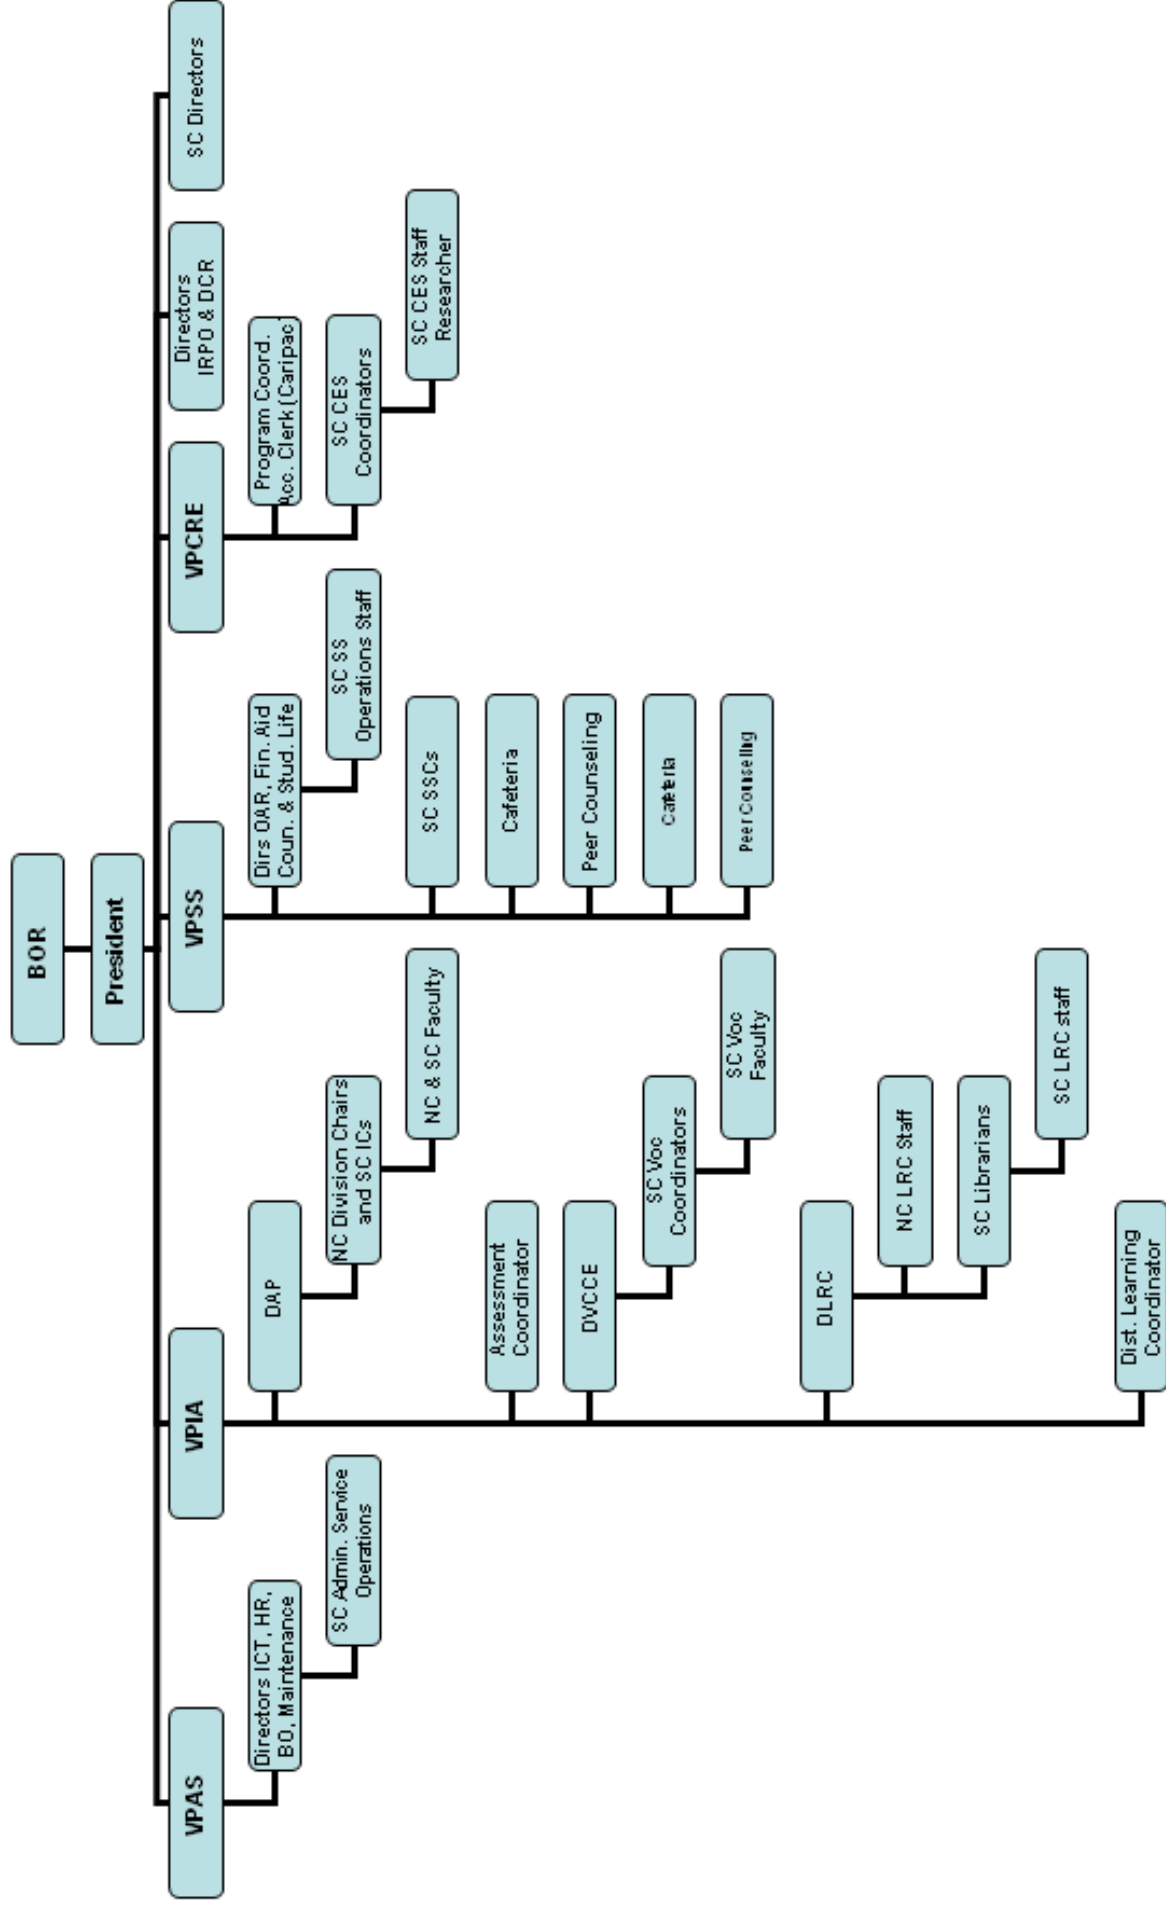 BOR
President
VPAS
VPIA
VPSS
VPCRE
Directors
IRPO & DCR
SC Directors
Directors ICT, HR,
BO, Maintenance
SC Admin. Service
Operations
DAP
NC Division Chairs
and SC ICs
NC & SC Faculty
Assessment
Coordinator
DVCCE
SC Voc
Coordinators
SC Voc
Faculty
DLRC
NC LRC Staff
SC Librarians
SC LRC staff
Dist. Learning
Coordinator
Dirs OAR, Fin. Aid
Coun. & Stud. Life
SC SS
Operations Staff
SC SSCs
Cafeteria
Peer Counseling
Cafeteria
Peer Counseling
Program Coord.
Acc. Clerk (Caripac
SC CES
Coordinators
SC CES Staff
Researcher